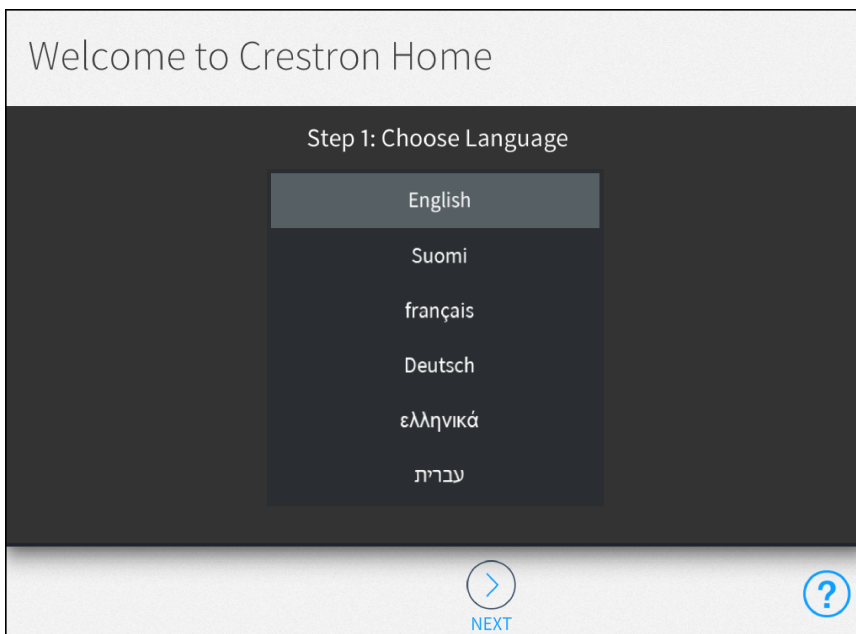 Welcome to Crestron Home
Step 1: Choose Language
English
Suomi
français
Deutsch
ελληνικά
עברית
NEXT
?